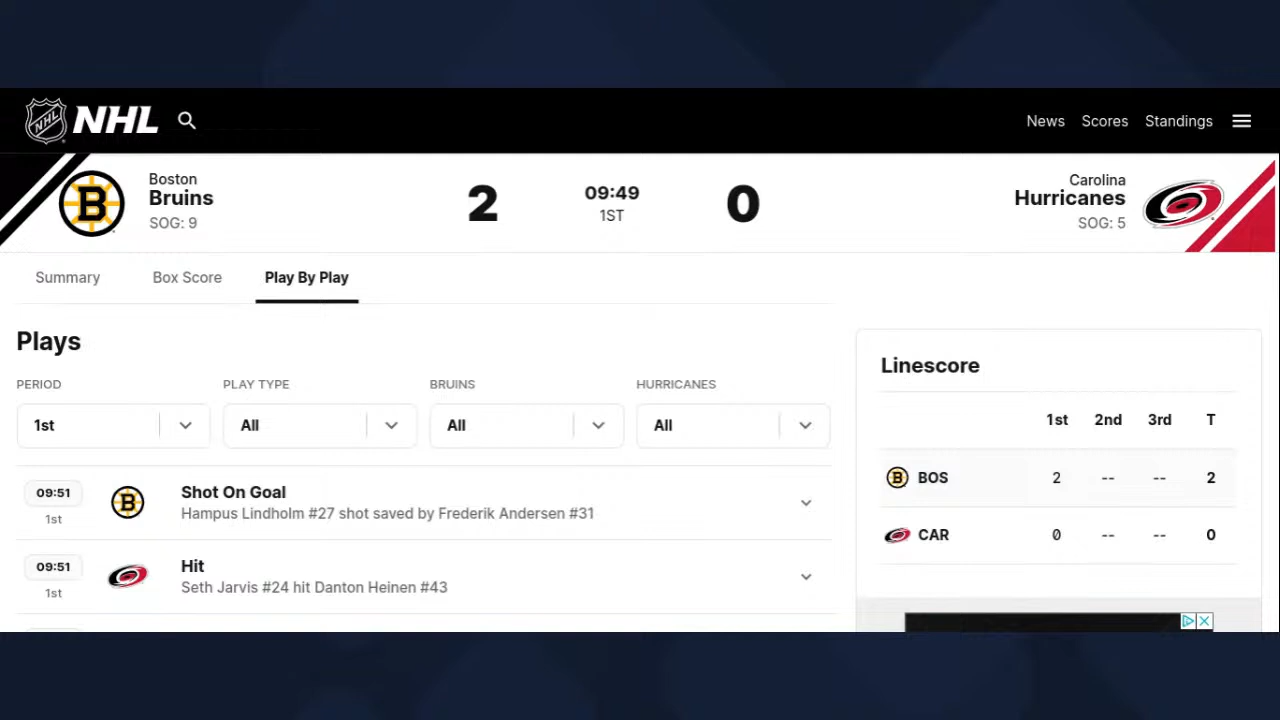 NHL
News Scores Standings
Boston
Bruins
SOG: 9
2
09:49
1ST
0
Carolina
Hurricanes
SOG: 5
Summary Box Score Play By Play
Plays
PERIOD PLAY TYPE BRUINS HURRICANES
1st All All All
09:51
1st
Shot On Goal
Hampus Lindholm #27 shot saved by Frederik Andersen #31
09:51
1st
Hit
Seth Jarvis #24 hit Danton Heinen #43
Linescore
1st 2nd 3rd T
BOS 2 -- -- 2
CAR 0 -- -- 0